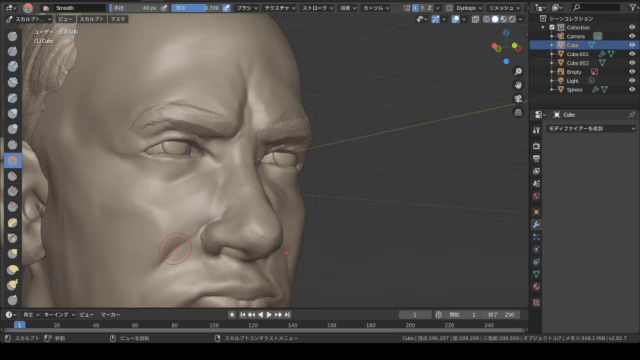 Smooth 半径 40 px 強さ 0.700 ブラシ テクスチャ ストローク 減衰 カーソル X Y Z Dyntopo リメッシュ
スカルプト ビュー スカルプト マスク
ユーザー・透視投影
(1) Cube
シーンコレクション
Collection
Camera
Cube
Cube.001
Cube.002
Empty
Light
Sphere
Cube
モディファイアーを追加
再生 キーイング ビュー マーカー 1 開始 1 終了 250
1 20 40 60 80 100 120 140 160 180 200 220 240
スカルプト 移動 ビューを回転 スカルプトコンテクストメニュー